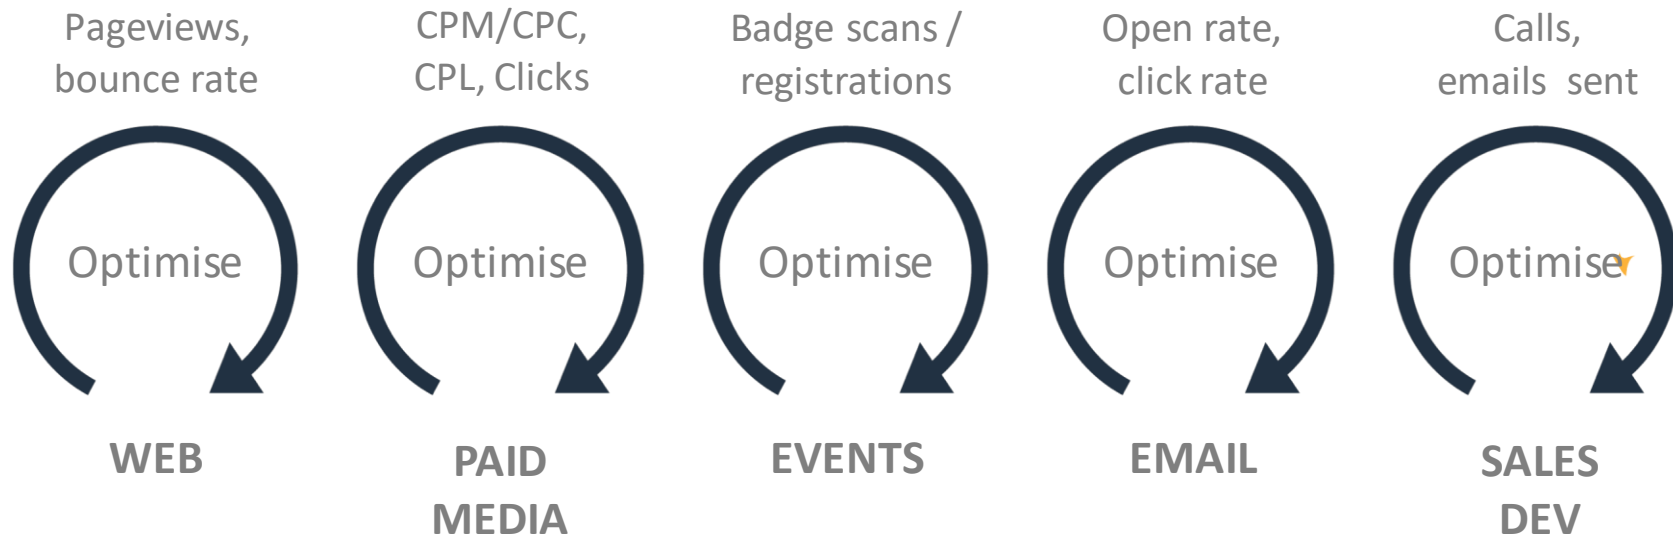 Pageviews,
bounce rate
CPM/CPC,
CPL, Clicks
Badge scans /
registrations
Open rate,
click rate
Calls,
emails sent
Optimise
Optimise
Optimise
Optimise
Optimise
WEB
PAID
MEDIA
EVENTS
EMAIL
SALES
DEV